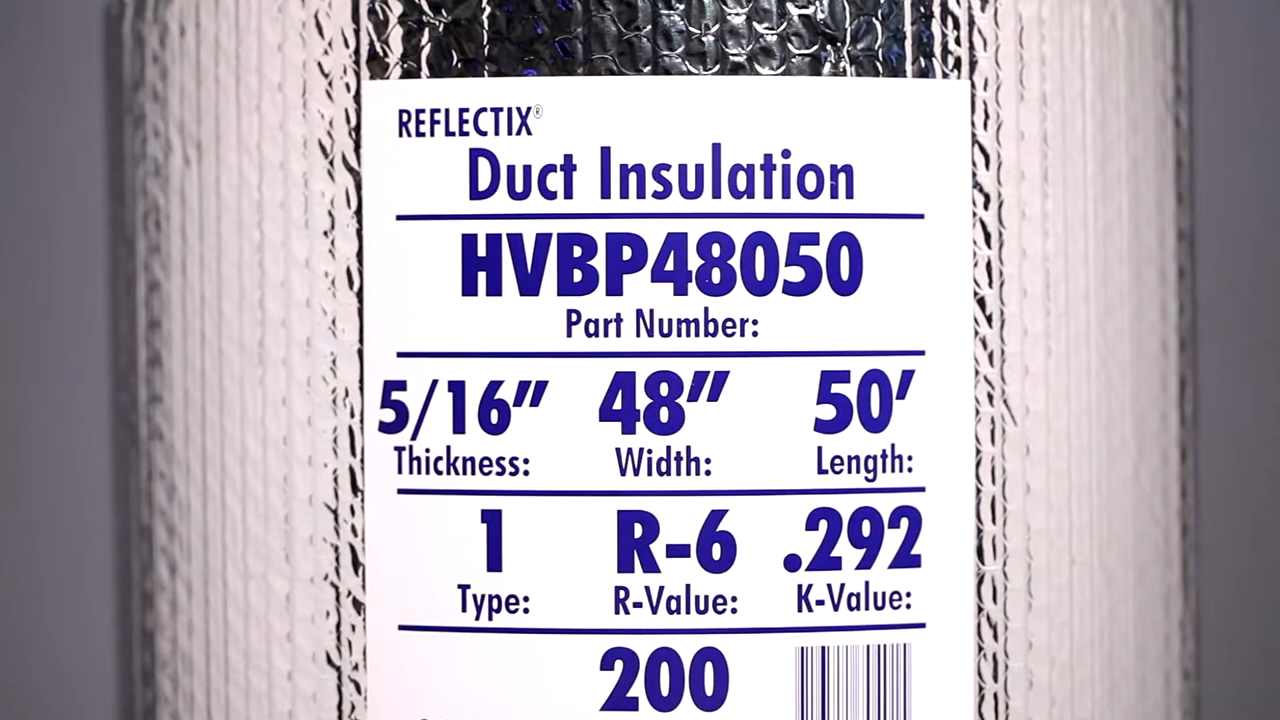 REFLECTIX®
Duct Insulation
HVBP48050
Part Number:
5/16" 48" 50'
Thickness: Width: Length:
1 R-6 .292
Type: R-Value: K-Value:
200